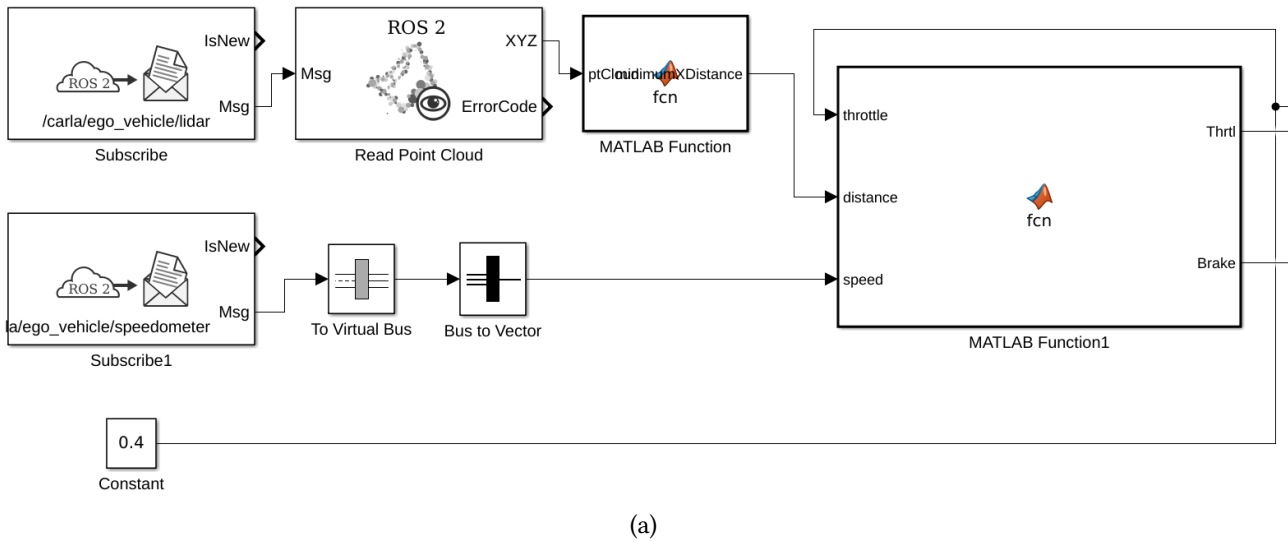 IsNew
ROS 2
Msg
/carla/ego_vehicle/lidar
Subscribe
ROS 2
Msg
XYZ
ErrorCode
Read Point Cloud
ptCloud
minimumXDistance
fcn
MATLAB Function
throttle
distance
speed
fcn
Thrtl
Brake
MATLAB Function1
IsNew
ROS 2
Msg
la/ego_vehicle/speedometer
Subscribe1
To Virtual Bus
Bus to Vector
0.4
Constant
(a)